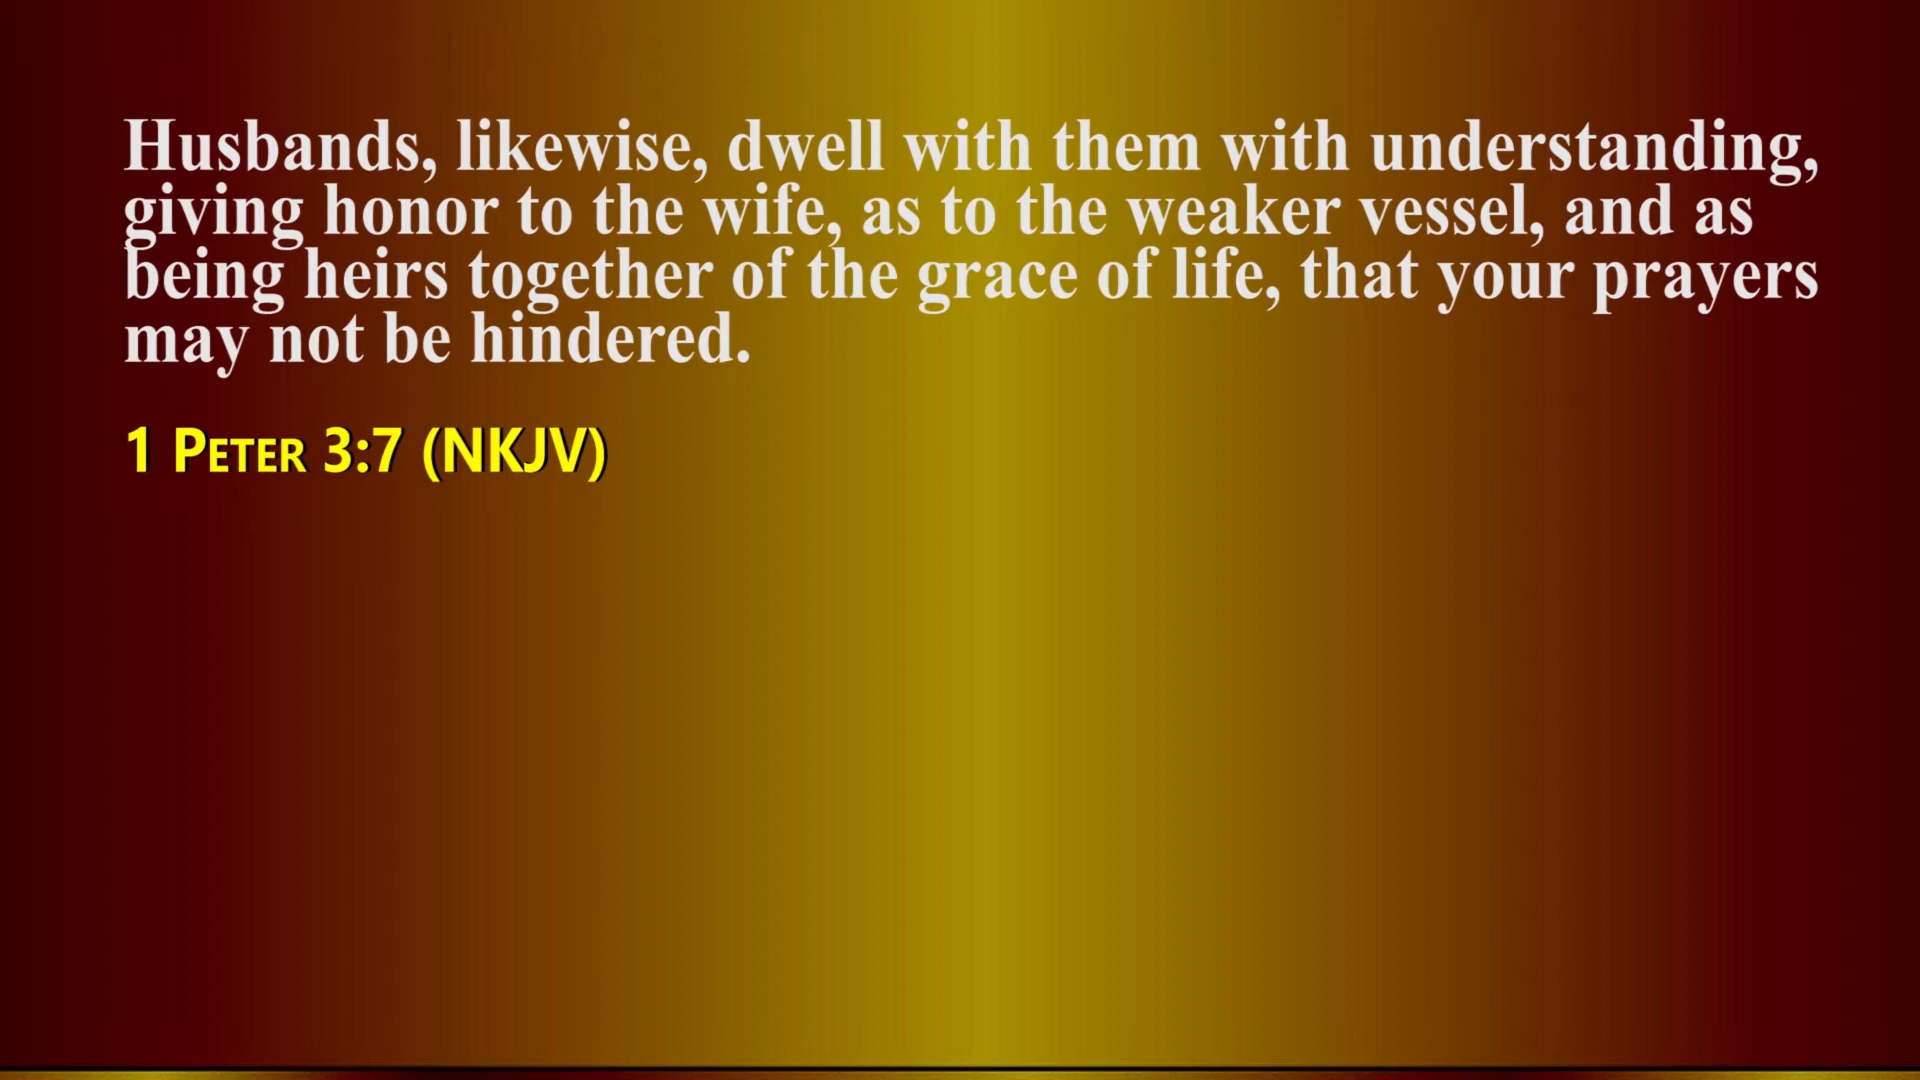 Husbands, likewise, dwell with them with understanding,
giving honor to the wife, as to the weaker vessel, and as
being heirs together of the grace of life, that your prayers
may not be hindered.
1 Peter 3:7 (NKJV)